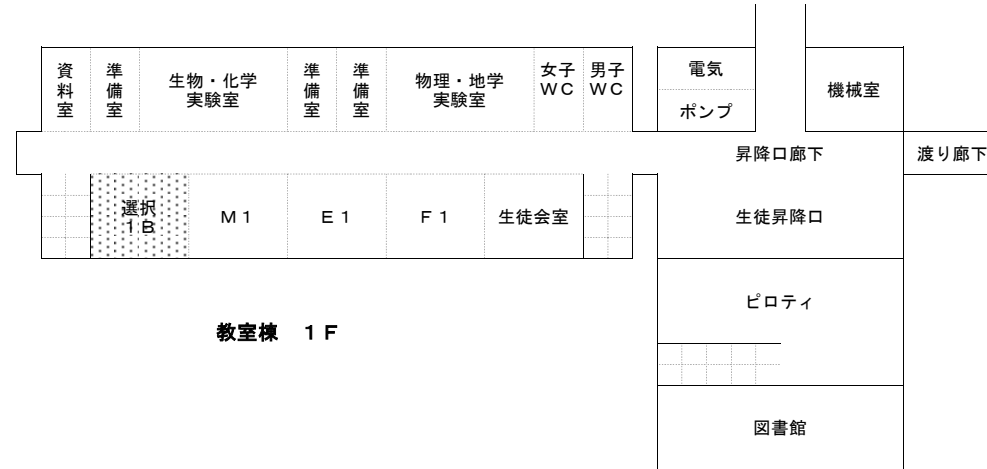 資料室
準備室
生物・化学
実験室
準備室
準備室
物理・地学
実験室
女子
ＷＣ
男子
ＷＣ
電気
ポンプ
機械室
昇降口廊下
渡り廊下
選択
１Ｂ
Ｍ１
Ｅ１
Ｆ１
生徒会室
生徒昇降口
ピロティ
教室棟　１Ｆ
図書館